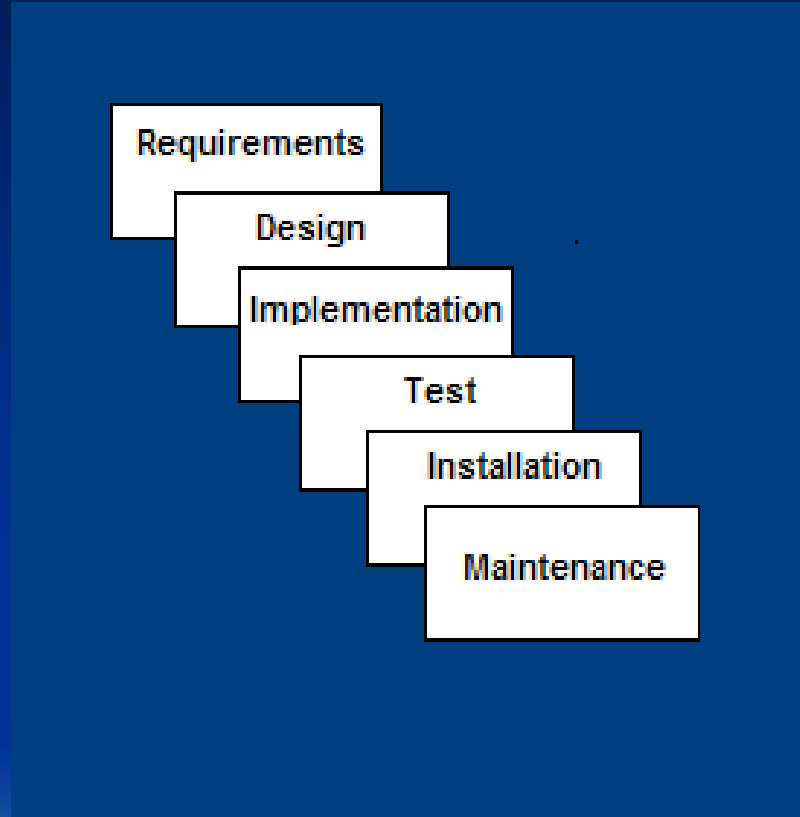 Requirements
Design
Implementation
Test
Installation
Maintenance